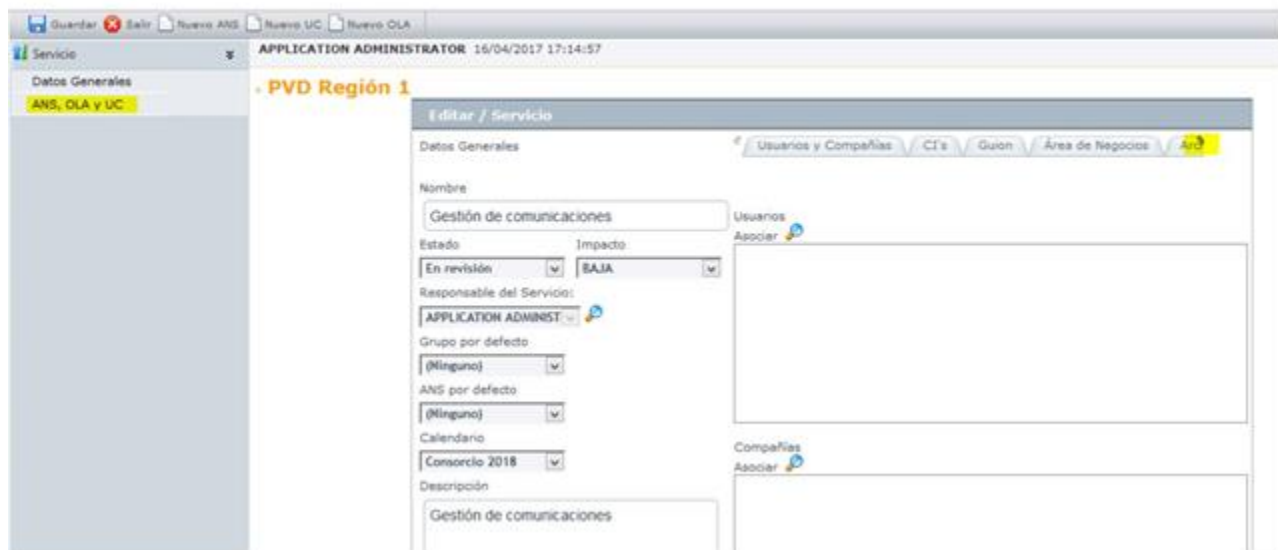 Guardar Salir Nuevo ANS Nuevo UC Nuevo OLA
Servicio
APPLICATION ADMINISTRATOR 16/04/2017 17:14:57
Datos Generales
ANS, OLA y UC
PVD Región 1
Editar / Servicio
Datos Generales
Usuarios y Compañías CI's Guion Área de Negocios
Nombre
Gestión de comunicaciones
Usuarios
Asociar
Estado Impacto
En revisión BAJA
Responsable del Servicio:
APPLICATION ADMINIST
Grupo por defecto
(Ninguno)
ANS por defecto
(Ninguno)
Calendario
Consorcio 2018
Compañías
Asociar
Descripción
Gestión de comunicaciones